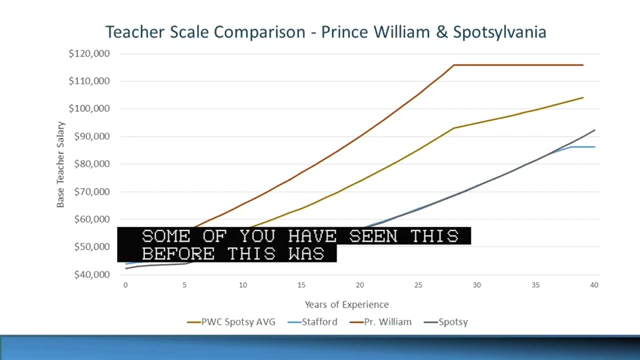 Teacher Scale Comparison - Prince William & Spotsylvania
$120,000
$110,000
$100,000
$90,000
$80,000
$70,000
$60,000
$50,000
$40,000
Base Teacher Salary
SOME OF YOU HAVE SEEN THIS
BEFORE THIS WAS
0 5 10 15 20 25 30 35 40
Years of Experience
PWC Spotsy AVG Stafford Pr. William Spotsy